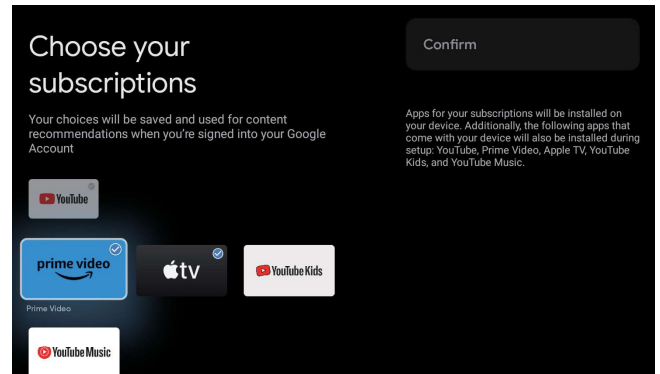 Choose your
subscriptions
Your choices will be saved and used for content
recommendations when you're signed into your Google
Account
YouTube
prime video
tv
YouTube Kids
Prime Video
YouTube Music
Confirm
Apps for your subscriptions will be installed on
your device. Additionally, the following apps that
come with your device will also be installed during
setup: YouTube, Prime Video, Apple TV, YouTube
Kids, and YouTube Music.